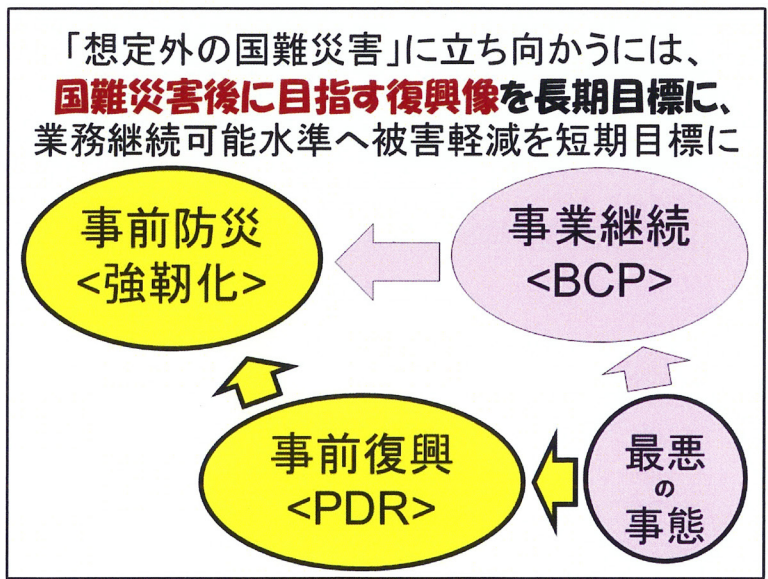 「想定外の国難災害」に立ち向かうには、
国難災害後に目指す復興像を長期目標に、
業務継続可能水準へ被害軽減を短期目標に
事前防災
<強靭化>
事業継続
<BCP>
事前復興
<PDR>
最悪
の
事態